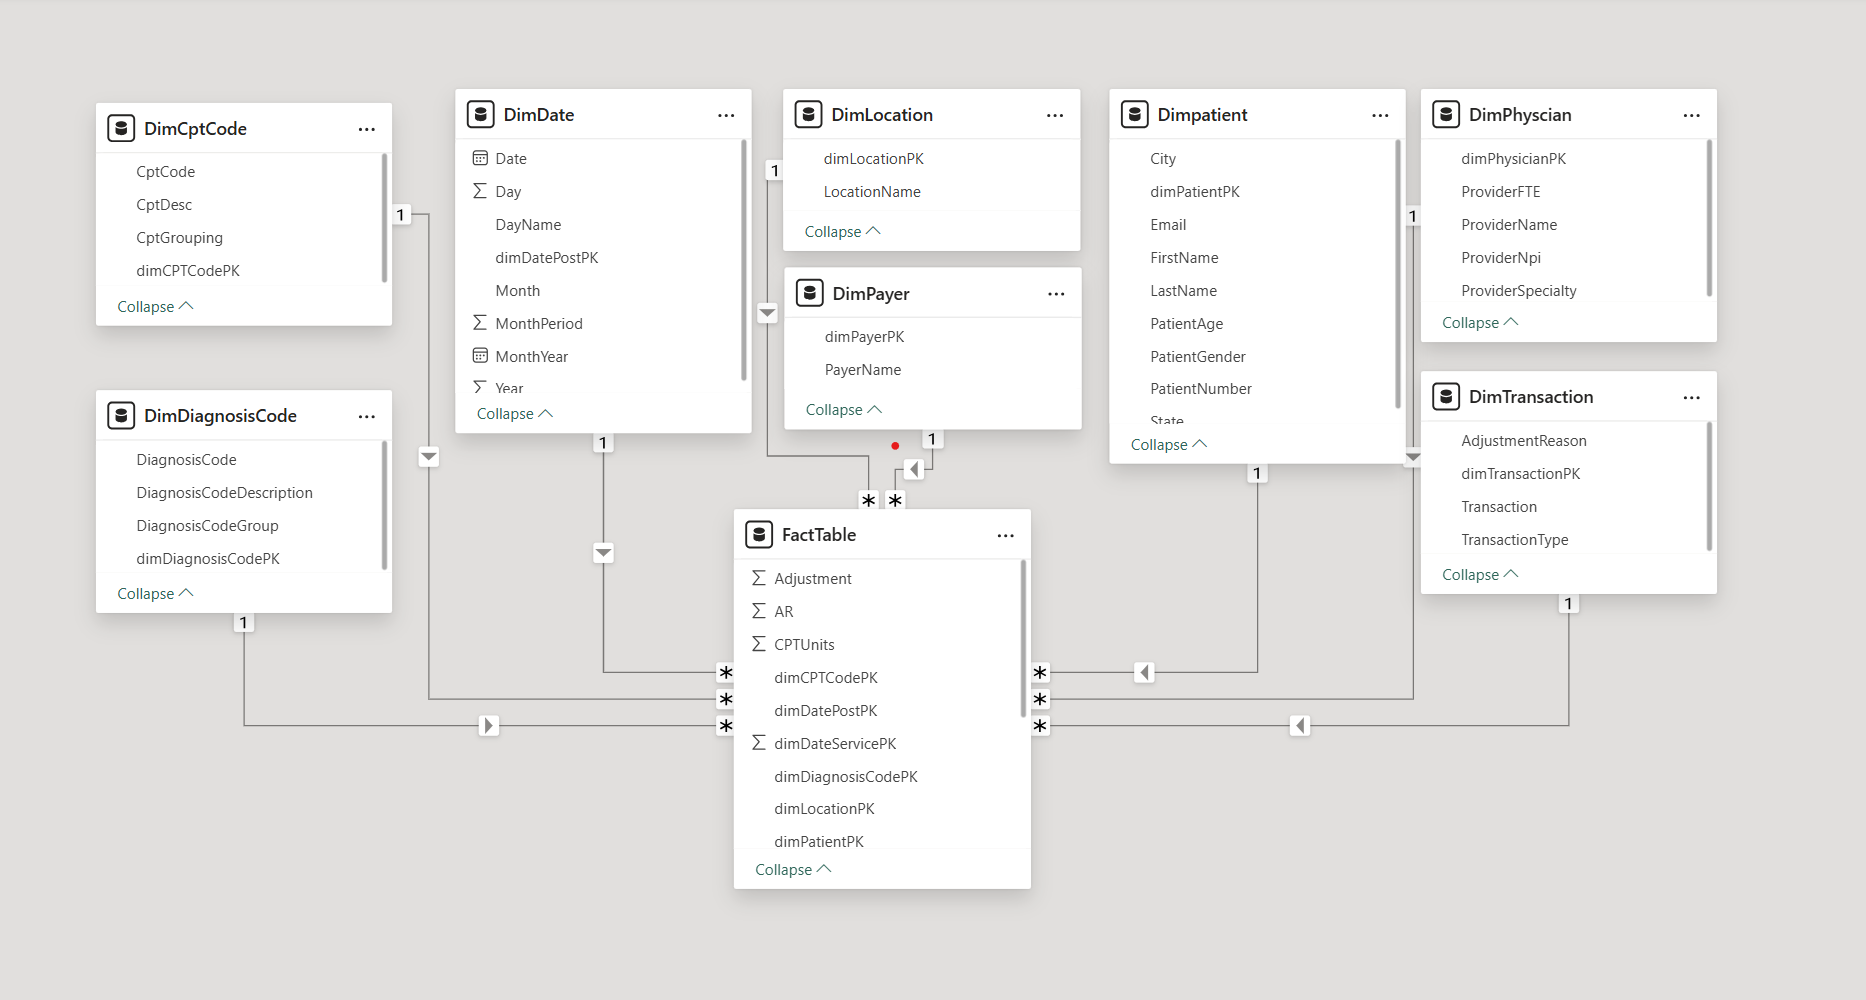 DimCptCode
CptCode
CptDesc
CptGrouping
dimCPTCodePK
Collapse
DimDate
Date
Day
DayName
dimDatePostPK
Month
MonthPeriod
MonthYear
Year
Collapse
DimLocation
dimLocationPK
LocationName
Collapse
DimPayer
dimPayerPK
PayerName
Collapse
Dimpatient
City
dimPatientPK
Email
FirstName
LastName
PatientAge
PatientGender
PatientNumber
State
Collapse
DimPhyscian
dimPhysicianPK
ProviderFTE
ProviderName
ProviderNpi
ProviderSpecialty
Collapse
DimDiagnosisCode
DiagnosisCode
DiagnosisCodeDescription
DiagnosisCodeGroup
dimDiagnosisCodePK
Collapse
DimTransaction
AdjustmentReason
dimTransactionPK
Transaction
TransactionType
Collapse
FactTable
Σ Adjustment
Σ AR
Σ CPTUnits
dimCPTCodePK
dimDatePostPK
Σ dimDateServicePK
dimDiagnosisCodePK
dimLocationPK
dimPatientPK
Collapse
1
1
1
1
1
1
1
1
*
*
*
*
*
*
*
*